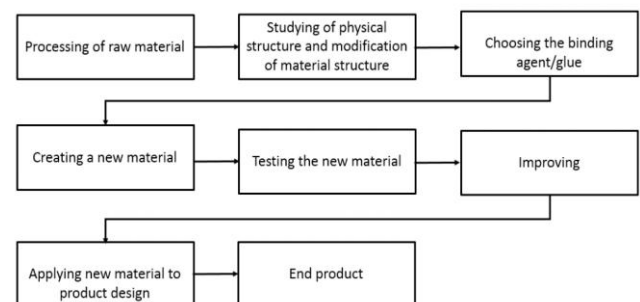 Processing of raw material
Studying of physical
structure and modification
of material structure
Choosing the binding
agent/glue
Creating a new material
Testing the new material
Improving
Applying new material to
product design
End product